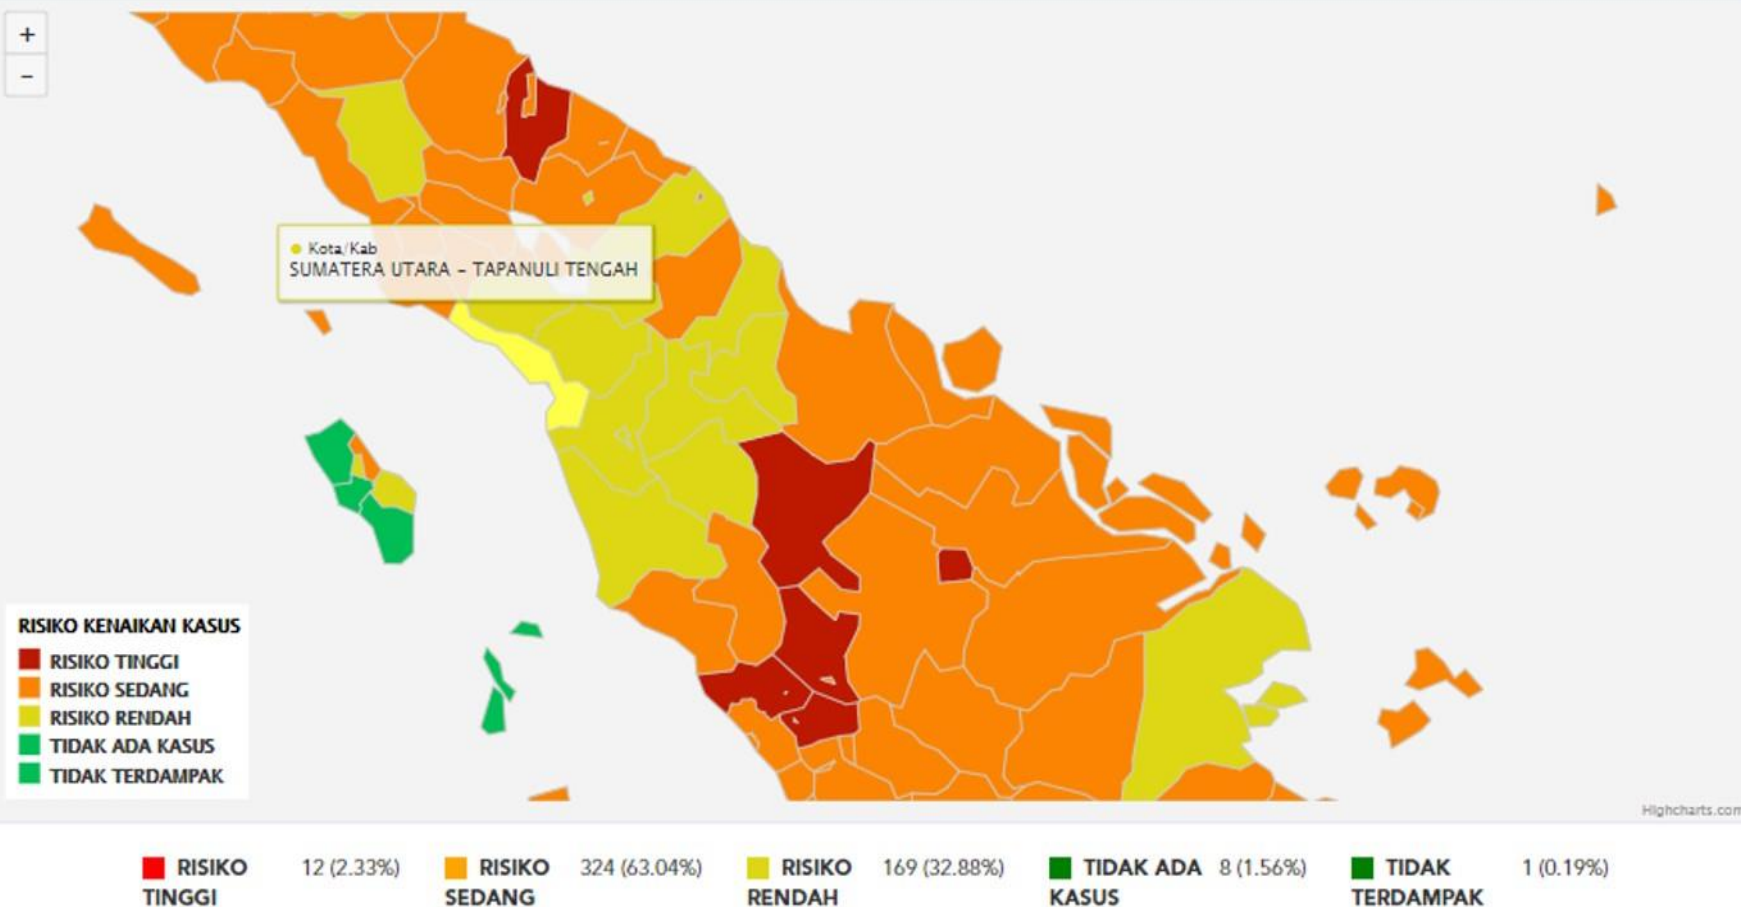 +
−
Kota/Kab
SUMATERA UTARA – TAPANULI TENGAH
RISIKO KENAIKAN KASUS
RISIKO TINGGI
RISIKO SEDANG
RISIKO RENDAH
TIDAK ADA KASUS
TIDAK TERDAMPAK
Highcharts.com
RISIKO TINGGI 12 (2.33%)
RISIKO SEDANG 324 (63.04%)
RISIKO RENDAH 169 (32.88%)
TIDAK ADA KASUS 8 (1.56%)
TIDAK TERDAMPAK 1 (0.19%)